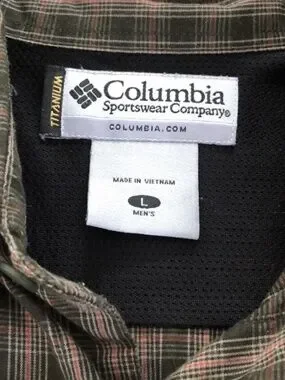 TITANIUM
Columbia
Sportswear Company®
COLUMBIA.COM
MADE IN VIETNAM
L
MEN'S